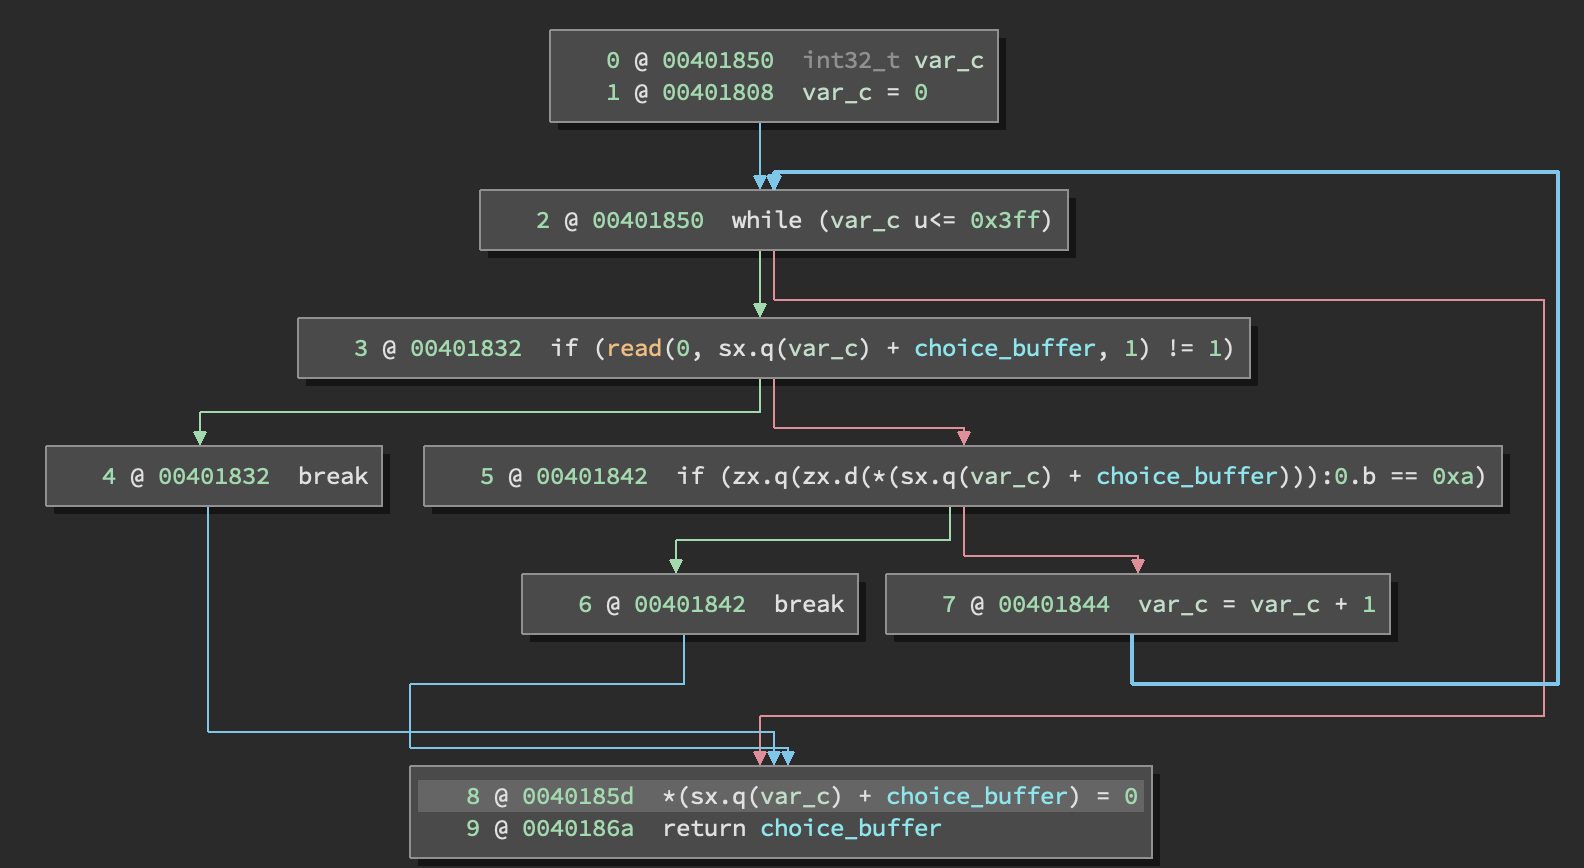 0 @ 00401850  int32_t var_c
1 @ 00401808  var_c = 0
2 @ 00401850  while (var_c u<= 0x3ff)
3 @ 00401832  if (read(0, sx.q(var_c) + choice_buffer, 1) != 1)
4 @ 00401832  break
5 @ 00401842  if (zx.q(zx.d(*(sx.q(var_c) + choice_buffer))):0.b == 0xa)
6 @ 00401842  break
7 @ 00401844  var_c = var_c + 1
8 @ 0040185d  *(sx.q(var_c) + choice_buffer) = 0
9 @ 0040186a  return choice_buffer